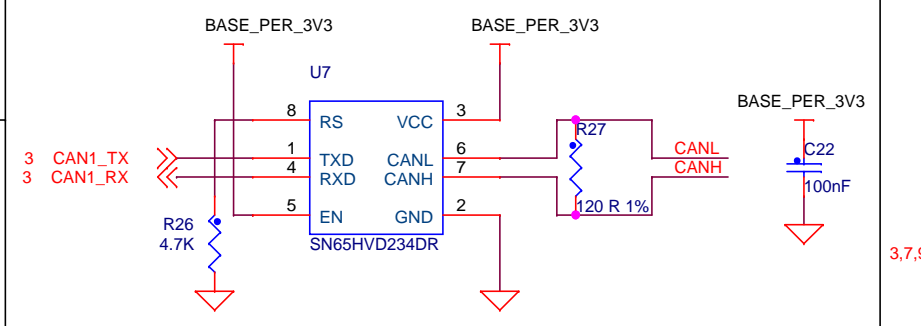 BASE_PER_3V3
BASE_PER_3V3
U7
BASE_PER_3V3
8
RS
VCC
3
R27
3 CAN1_TX
1
TXD
CANL
6
CANL
C22
3 CAN1_RX
4
RXD
CANH
7
CANH
100nF
R26
4.7K
5
EN
GND
2
120 R 1%
SN65HVD234DR
3,7,9